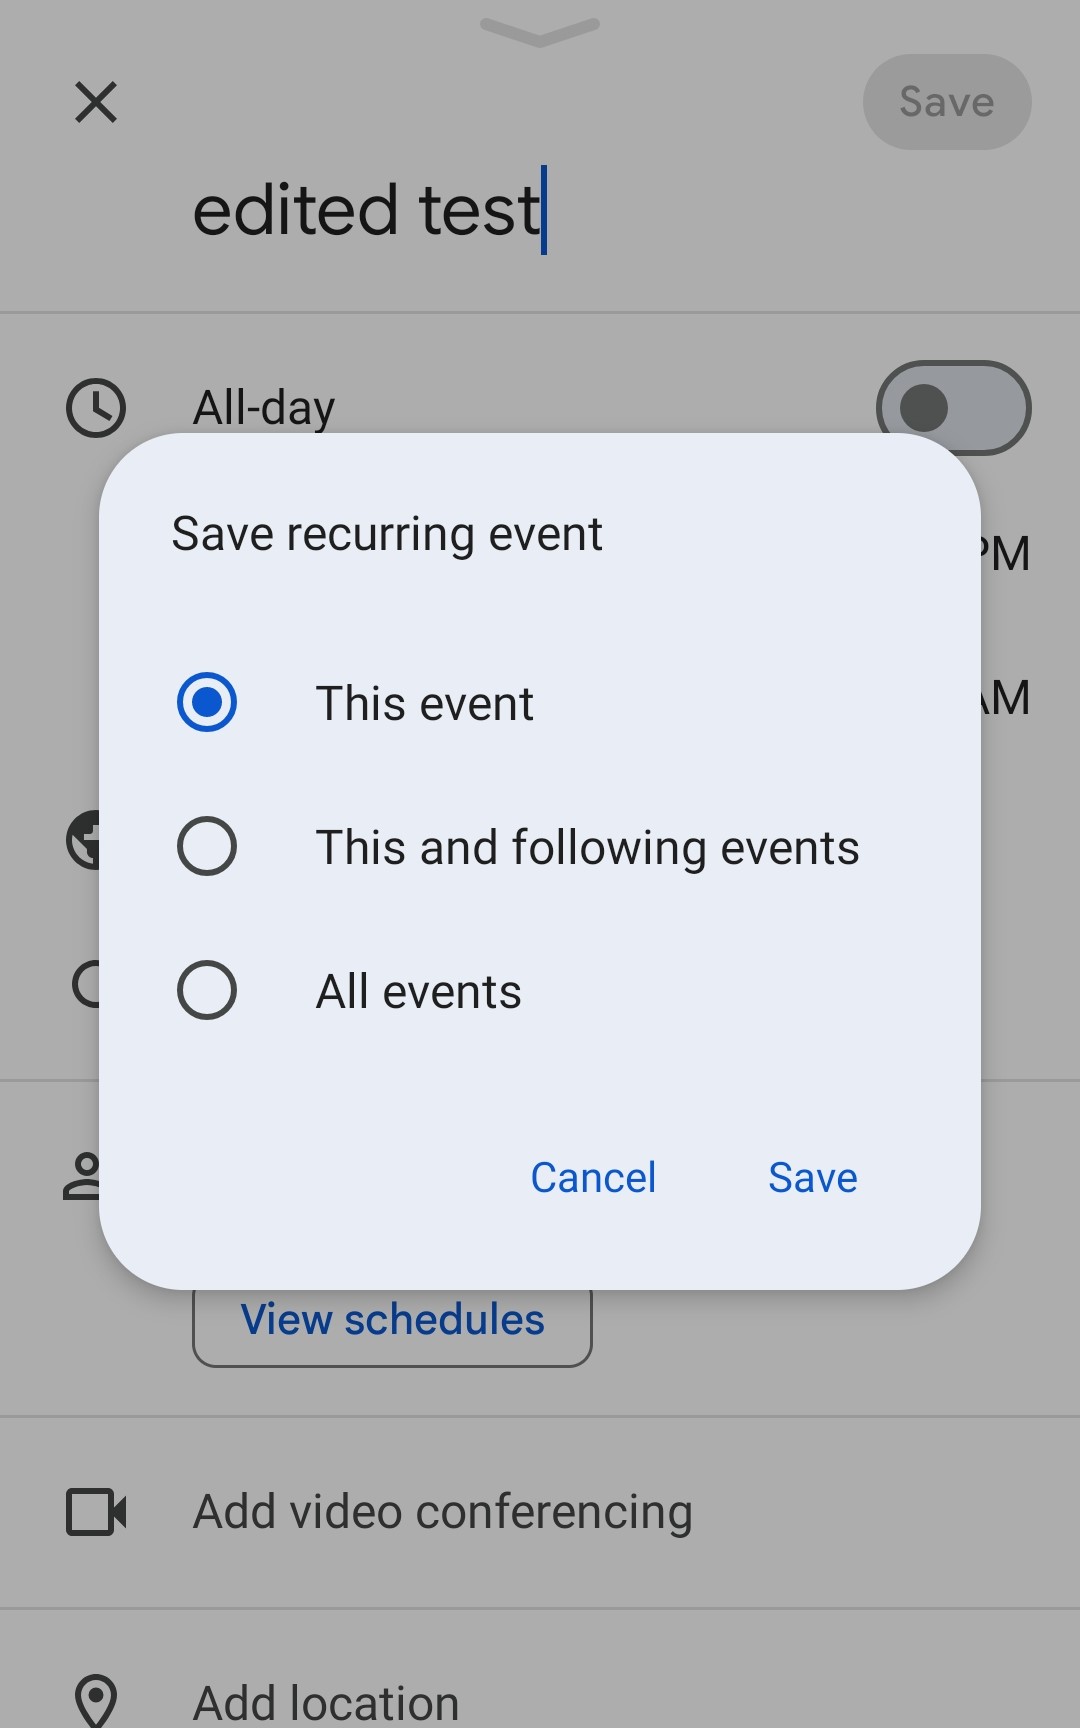 Save
edited test
All-day
Save recurring event
PM
This event
AM
This and following events
All events
Cancel
Save
View schedules
Add video conferencing
Add location